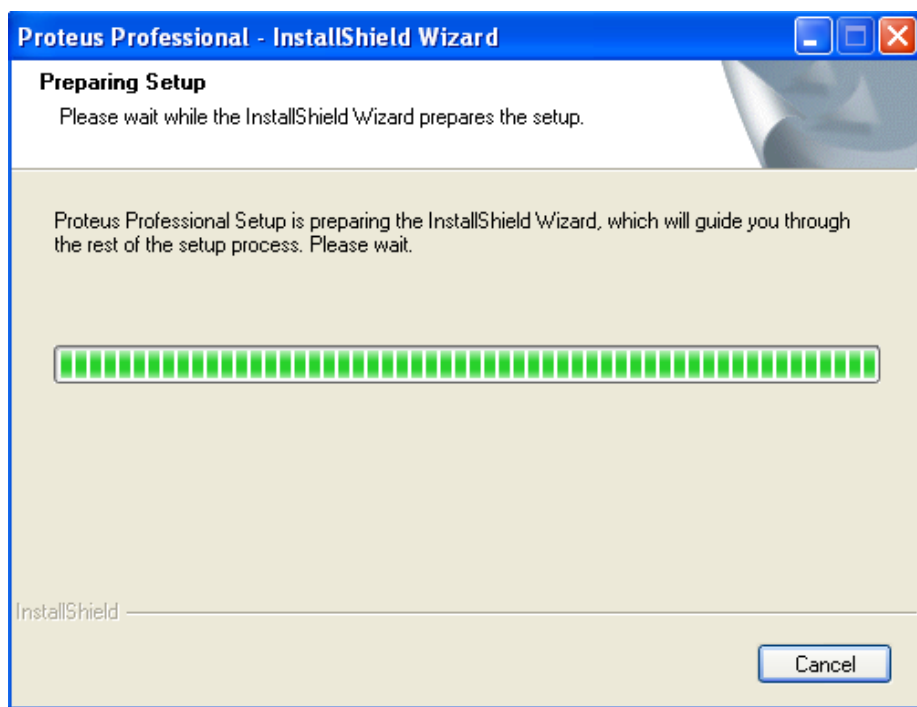 Proteus Professional - InstallShield Wizard
Preparing Setup
Please wait while the InstallShield Wizard prepares the setup.
Proteus Professional Setup is preparing the InstallShield Wizard, which will guide you through
the rest of the setup process. Please wait.
InstallShield
Cancel